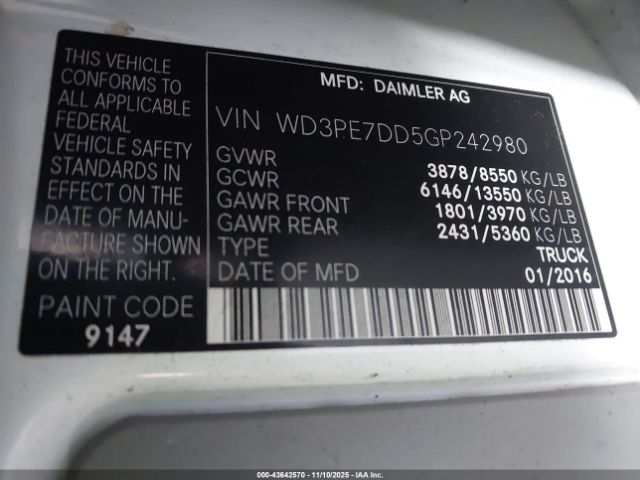 THIS VEHICLE
CONFORMS TO
ALL APPLICABLE
FEDERAL
VEHICLE SAFETY
STANDARDS IN
EFFECT ON THE
DATE OF MANU-
FACTURE SHOWN
ON THE RIGHT.
PAINT CODE
9147
MFD: DAIMLER AG
VIN WD3PE7DD5GP242980
GVWR 3878/8550 KG/LB
GCWR 6146/13550 KG/LB
GAWR FRONT 1801/3970 KG/LB
GAWR REAR 2431/5360 KG/LB
TYPE TRUCK
DATE OF MFD 01/2016
000-43642570 - 11/10/2025 - IAAI.com